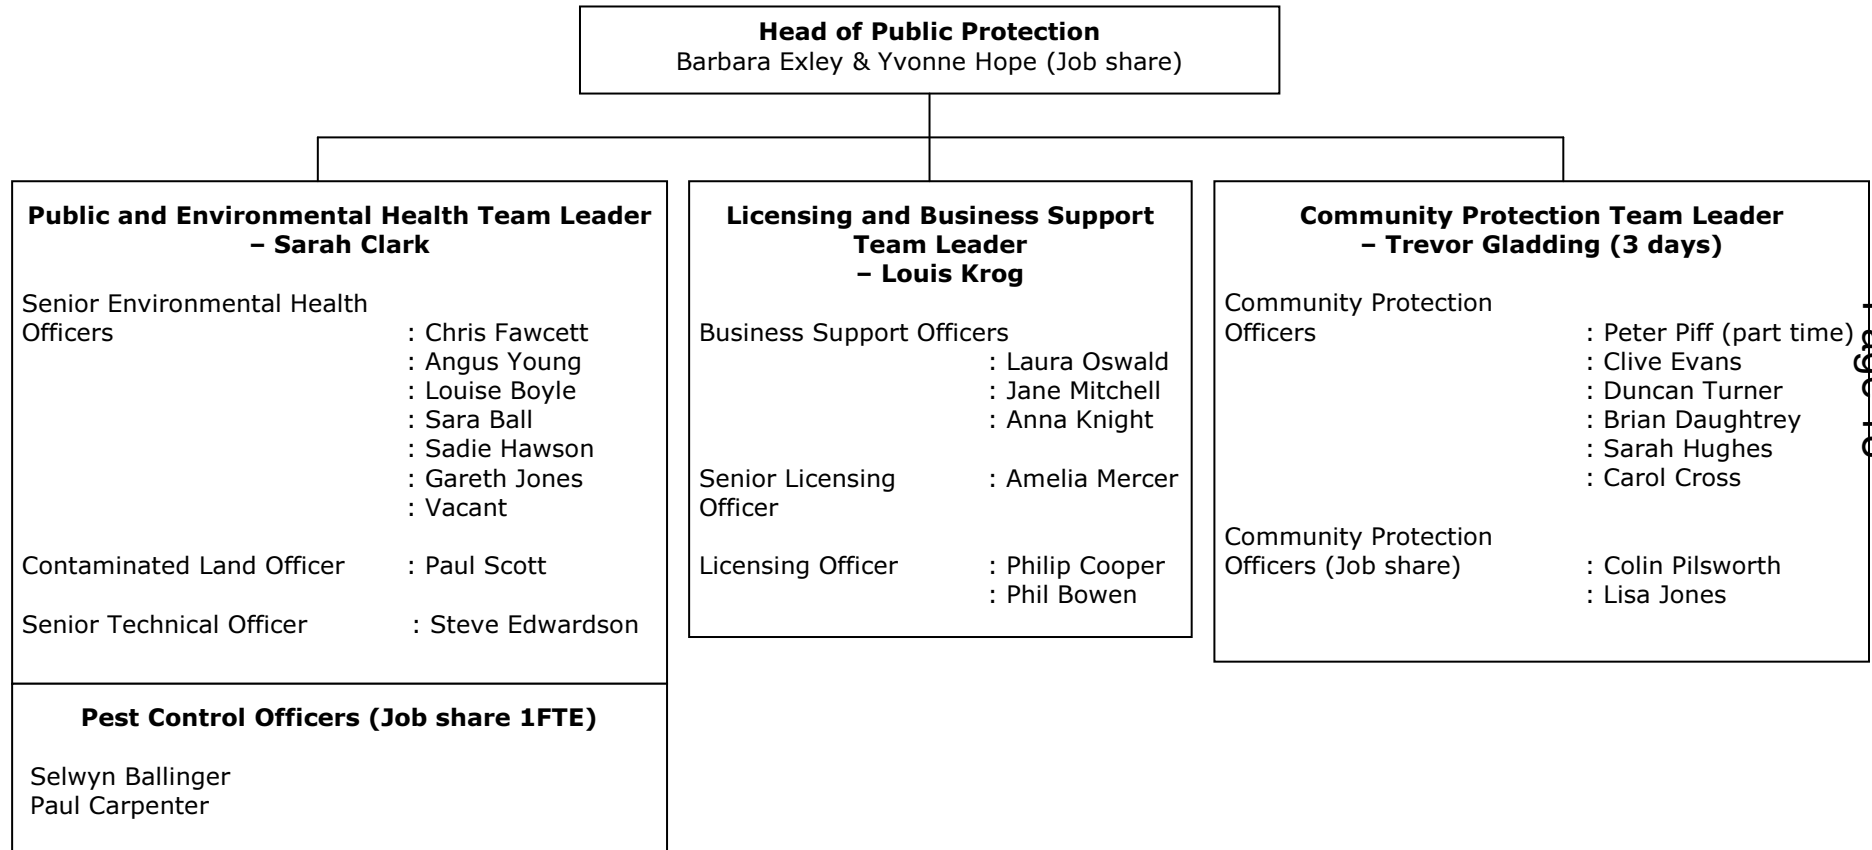 Head of Public Protection
Barbara Exley & Yvonne Hope (Job share)
Public and Environmental Health Team Leader
– Sarah Clark
Senior Environmental Health
Officers : Chris Fawcett
: Angus Young
: Louise Boyle
: Sara Ball
: Sadie Hawson
: Gareth Jones
: Vacant
Contaminated Land Officer : Paul Scott
Senior Technical Officer : Steve Edwardson
Pest Control Officers (Job share 1FTE)
Selwyn Ballinger
Paul Carpenter
Licensing and Business Support
Team Leader
– Louis Krog
Business Support Officers
: Laura Oswald
: Jane Mitchell
: Anna Knight
Senior Licensing : Amelia Mercer
Officer
Licensing Officer : Philip Cooper
: Phil Bowen
Community Protection Team Leader
– Trevor Gladding (3 days)
Community Protection
Officers : Peter Piff (part time)
: Clive Evans
: Duncan Turner
: Brian Daughtrey
: Sarah Hughes
: Carol Cross
Community Protection
Officers (Job share) : Colin Pilsworth
: Lisa Jones